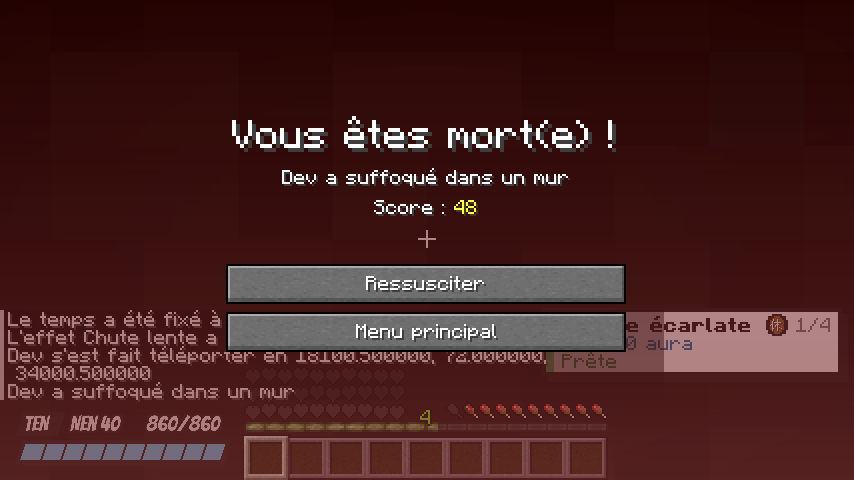 Vous êtes mort(e) !
Dev a suffoqué dans un mur
Score : 48
Ressusciter
Menu principal
Le temps a été fixé à
L'effet Chute lente a
Dev s'est fait téléporter en 18100.500000, 72.000000,
34000.500000
Dev a suffoqué dans un mur
e écarlate 休 1/4
0 aura
Prête
4
TEN NEN 40 860/860